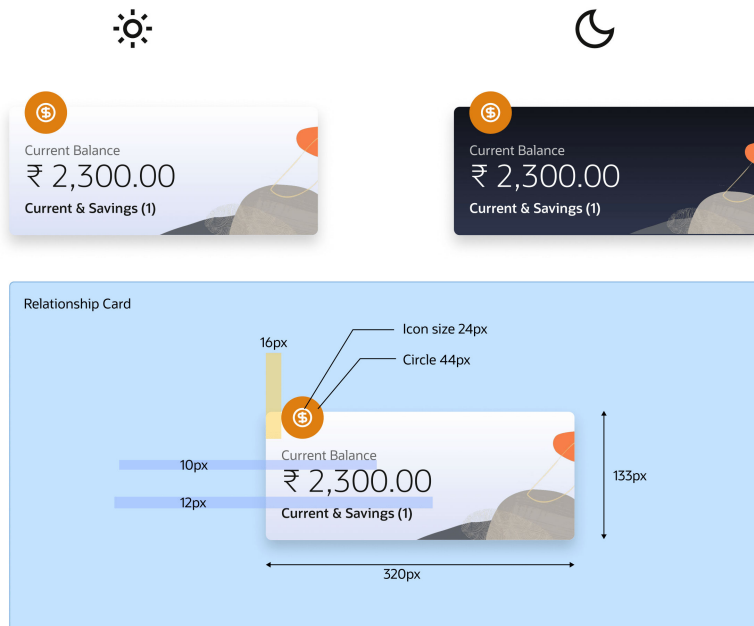 Current Balance
₹ 2,300.00
Current & Savings (1)
Current Balance
₹ 2,300.00
Current & Savings (1)
Relationship Card
Icon size 24px
16px
Circle 44px
Current Balance
10px
₹ 2,300.00
12px
Current & Savings (1)
133px
320px